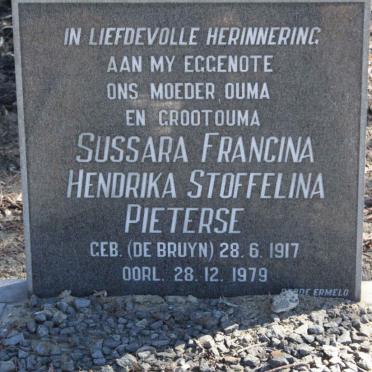 IN LIEFDEVOLLE HERINNERING
AAN MY EGGENOTE
ONS MOEDER, OUMA
EN GROOTOUMA
SUSSARA FRANCINA
HENDRIKA STOFFELINA
PIETERSE
GEB. (DE BRUYN) 28. 6. 1917
OORL. 28. 12. 1979
ERMELO